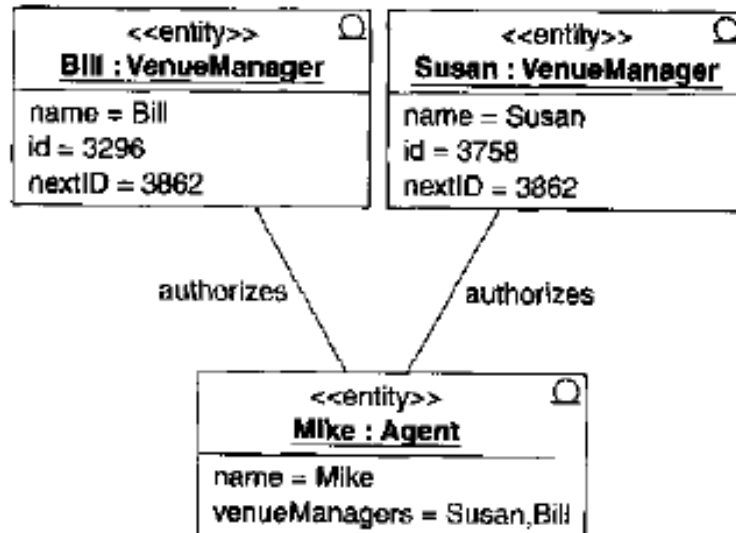 <<entity>>
Bill : VenueManager
name = Bill
id = 3296
nextID = 3862
<<entity>>
Susan : VenueManager
name = Susan
id = 3758
nextID = 3862
authorizes
authorizes
<<entity>>
Mike : Agent
name = Mike
venueManagers = Susan,Bill